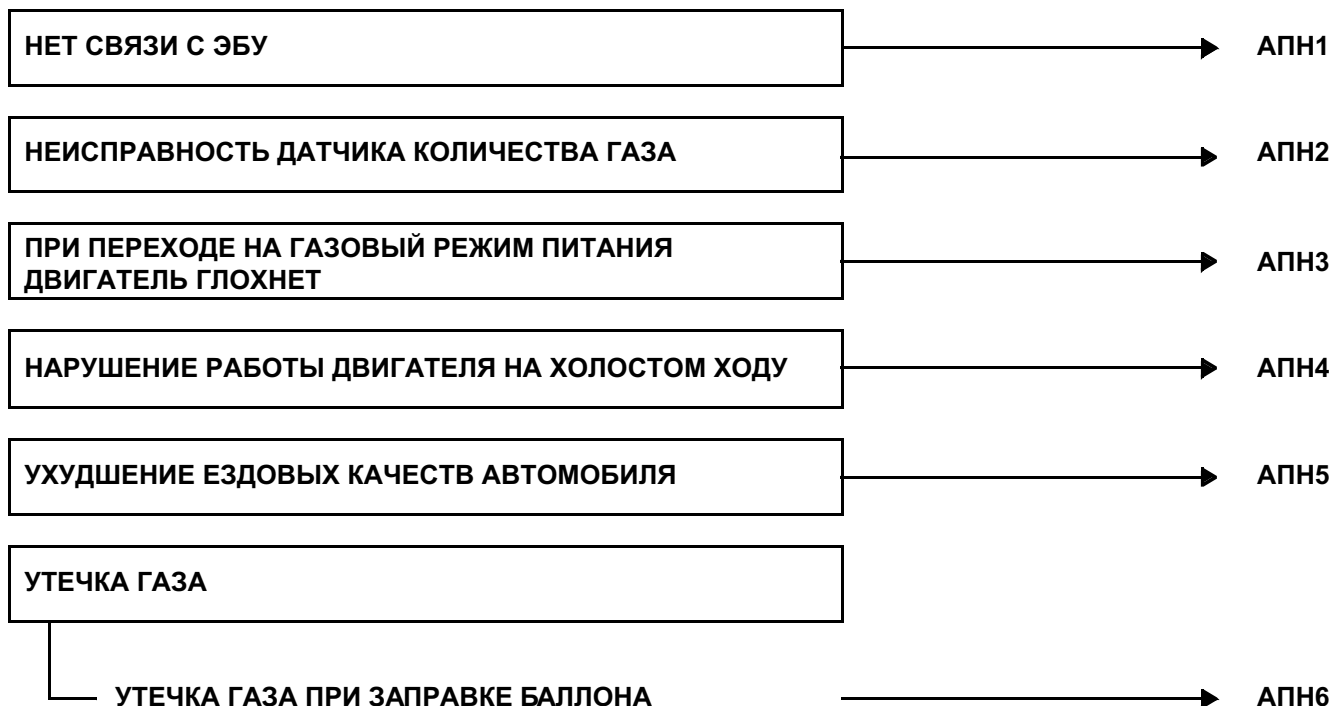 НЕТ СВЯЗИ С ЭБУ АПН1
НЕИСПРАВНОСТЬ ДАТЧИКА КОЛИЧЕСТВА ГАЗА АПН2
ПРИ ПЕРЕХОДЕ НА ГАЗОВЫЙ РЕЖИМ ПИТАНИЯ
ДВИГАТЕЛЬ ГЛОХНЕТ АПН3
НАРУШЕНИЕ РАБОТЫ ДВИГАТЕЛЯ НА ХОЛОСТОМ ХОДУ АПН4
УХУДШЕНИЕ ЕЗДОВЫХ КАЧЕСТВ АВТОМОБИЛЯ АПН5
УТЕЧКА ГАЗА
УТЕЧКА ГАЗА ПРИ ЗАПРАВКЕ БАЛЛОНА АПН6